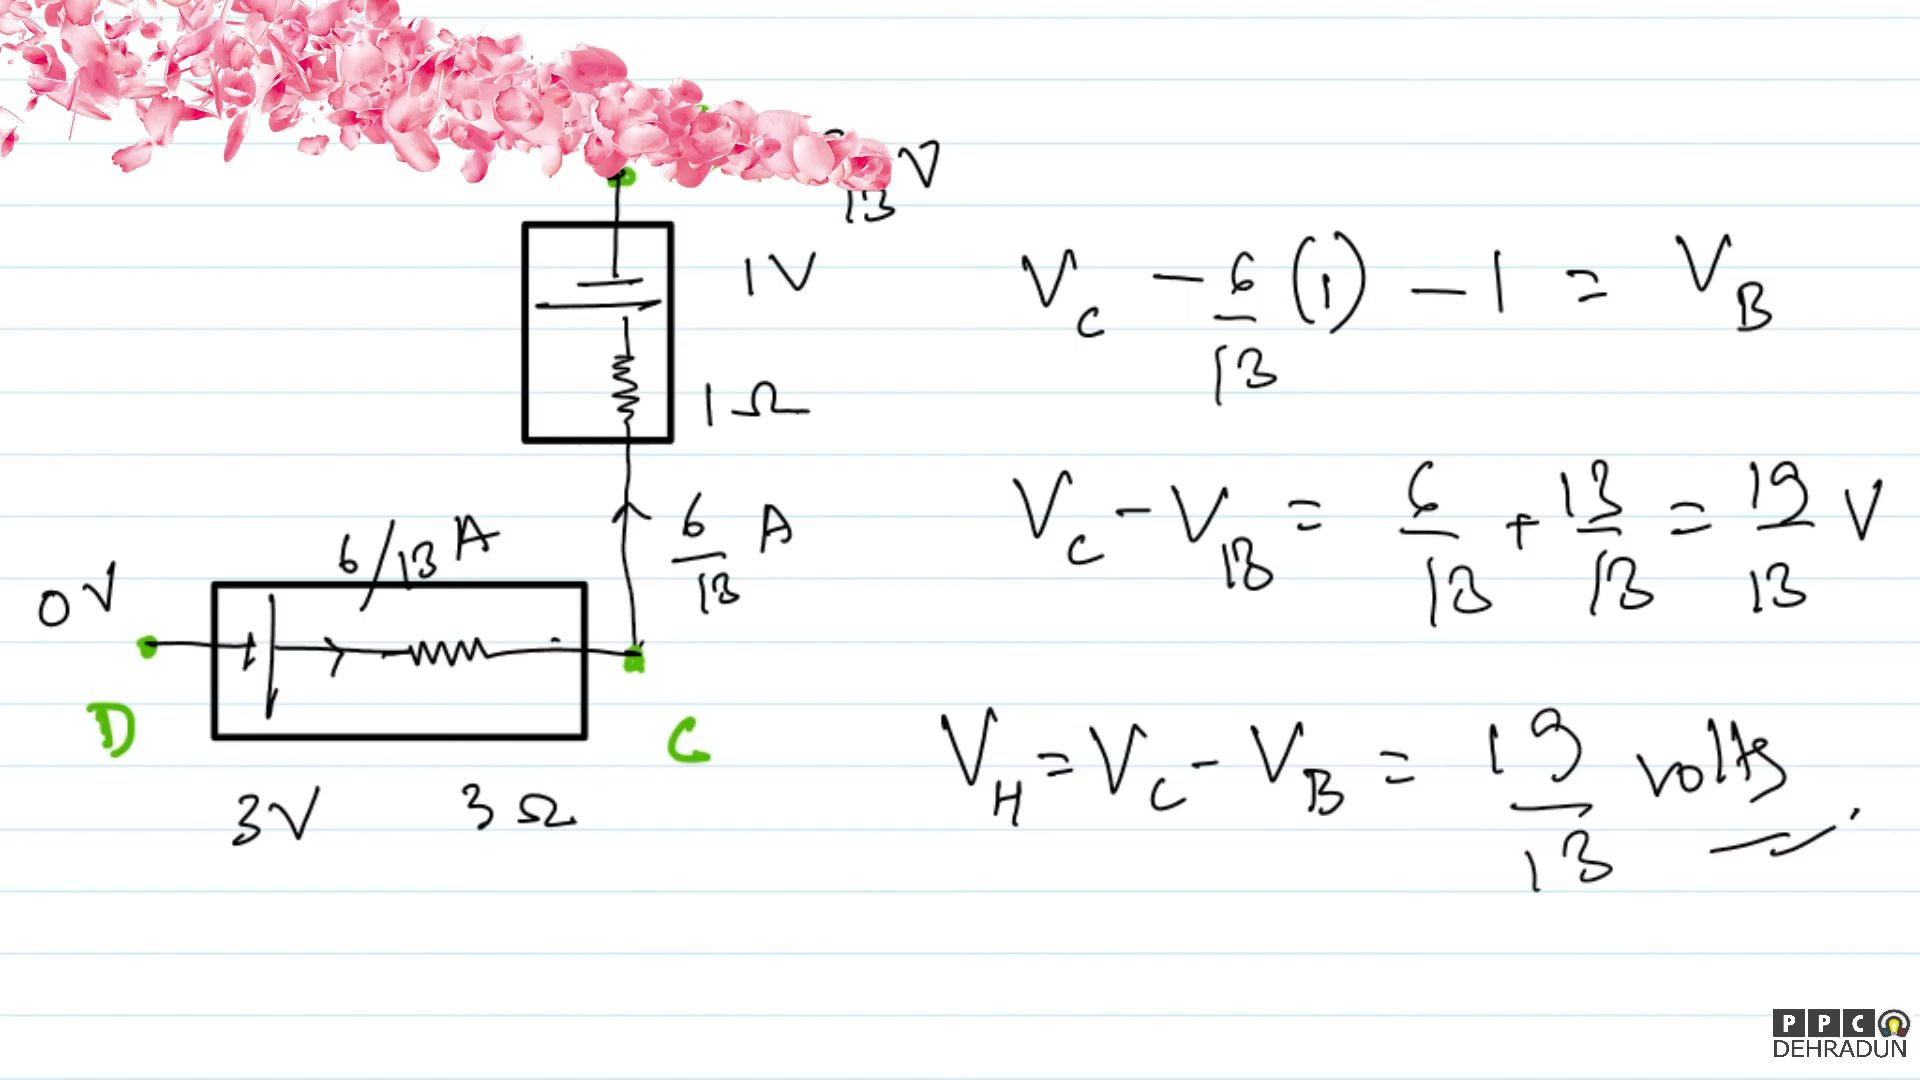 V
13
1V
V_C - 6/13 (1) - 1 = V_B
1Ω
V_C - V_B = 6/13 + 13/13 = 19/13 V
6/13 A
6/13 A
0V
D
C
V_H = V_C - V_B = 19/13 volts
3V 3Ω
PPC
DEHRADUN